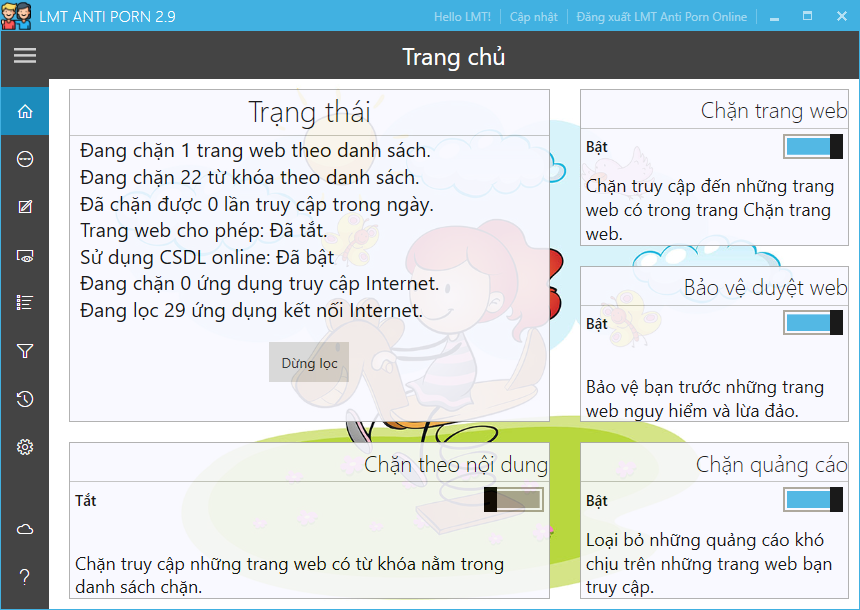 LMT ANTI PORN 2.9
Hello LMT!
Cập nhật
Đăng xuất LMT Anti Porn Online
Trang chủ
Trạng thái
Đang chặn 1 trang web theo danh sách.
Đang chặn 22 từ khóa theo danh sách.
Đã chặn được 0 lần truy cập trong ngày.
Trang web cho phép: Đã tắt.
Sử dụng CSDL online: Đã bật
Đang chặn 0 ứng dụng truy cập Internet.
Đang lọc 29 ứng dụng kết nối Internet.
Dừng lọc
Chặn trang web
Bật
Chặn truy cập đến những trang
web có trong trang Chặn trang
web.
Bảo vệ duyệt web
Bật
Bảo vệ bạn trước những trang
web nguy hiểm và lừa đảo.
Chặn theo nội dung
Tắt
Chặn truy cập những trang web có từ khóa nằm trong
danh sách chặn.
Chặn quảng cáo
Bật
Loại bỏ những quảng cáo khó
chịu trên những trang web bạn
truy cập.